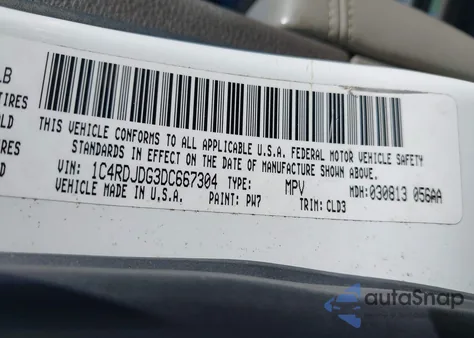 LB
TIRES
LD
TIRES
THIS VEHICLE CONFORMS TO ALL APPLICABLE U.S.A. FEDERAL MOTOR VEHICLE SAFETY
STANDARDS IN EFFECT ON THE DATE OF MANUFACTURE SHOWN ABOVE.
VIN: 1C4RDJDG3DC667304 TYPE: MPV MDH:030813 056AA
VEHICLE MADE IN U.S.A. PAINT: PW7 TRIM: CLD3
autoSnap